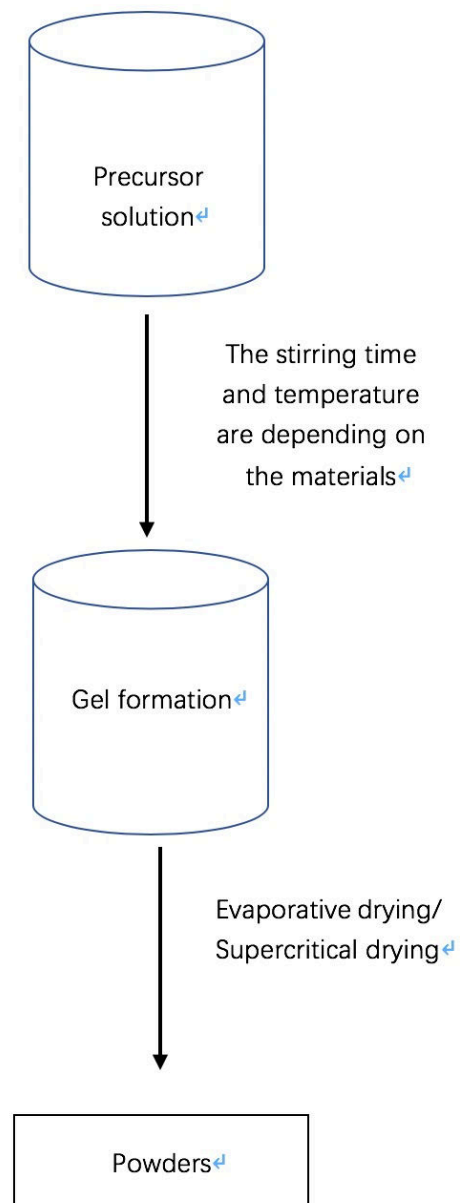 Precursor
solution↵
The stirring time
and temperature
are depending on
the materials↵
Gel formation↵
Evaporative drying/
Supercritical drying↵
Powders↵